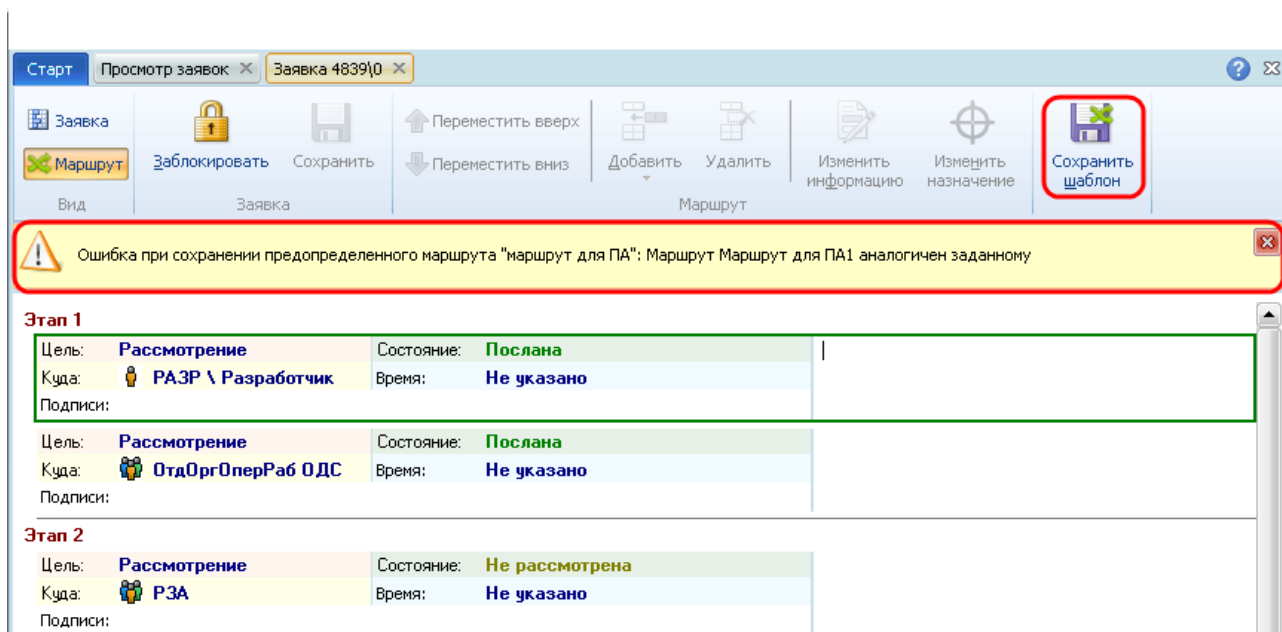 Старт Просмотр заявок Заявка 4839\0
Заявка Заблокировать Сохранить Переместить вверх Добавить Удалить Изменить информацию Изменить назначение Сохранить шаблон
Маршрут Переместить вниз
Вид Заявка Маршрут
Ошибка при сохранении предопределенного маршрута "маршрут для ПА": Маршрут Маршрут для ПА1 аналогичен заданному
Этап 1
Цель: Рассмотрение Состояние: Послана
Куда: РАЗР \ Разработчик Время: Не указано
Подписи:
Цель: Рассмотрение Состояние: Послана
Куда: ОтдОргОперРаб ОДС Время: Не указано
Подписи:
Этап 2
Цель: Рассмотрение Состояние: Не рассмотрена
Куда: РЗА Время: Не указано
Подписи: